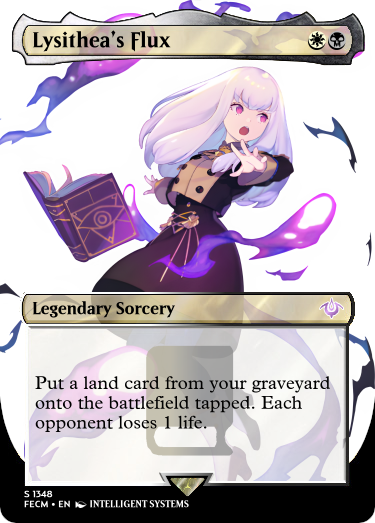 Lysithea's Flux
Legendary Sorcery
Put a land card from your graveyard
onto the battlefield tapped. Each
opponent loses 1 life.
S 1348
FECM • EN INTELLIGENT SYSTEMS